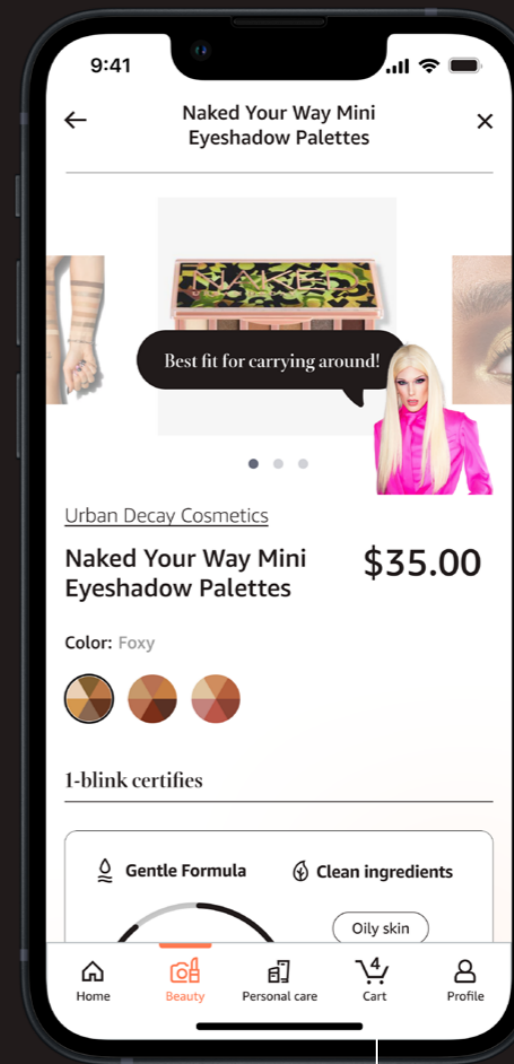 9:41
Naked Your Way Mini
Eyeshadow Palettes
NAKED
Best fit for carrying around!
Urban Decay Cosmetics
Naked Your Way Mini
Eyeshadow Palettes
$35.00
Color: Foxy
1-blink certifies
Gentle Formula
Clean ingredients
Oily skin
4
Home
Beauty
Personal care
Cart
Profile